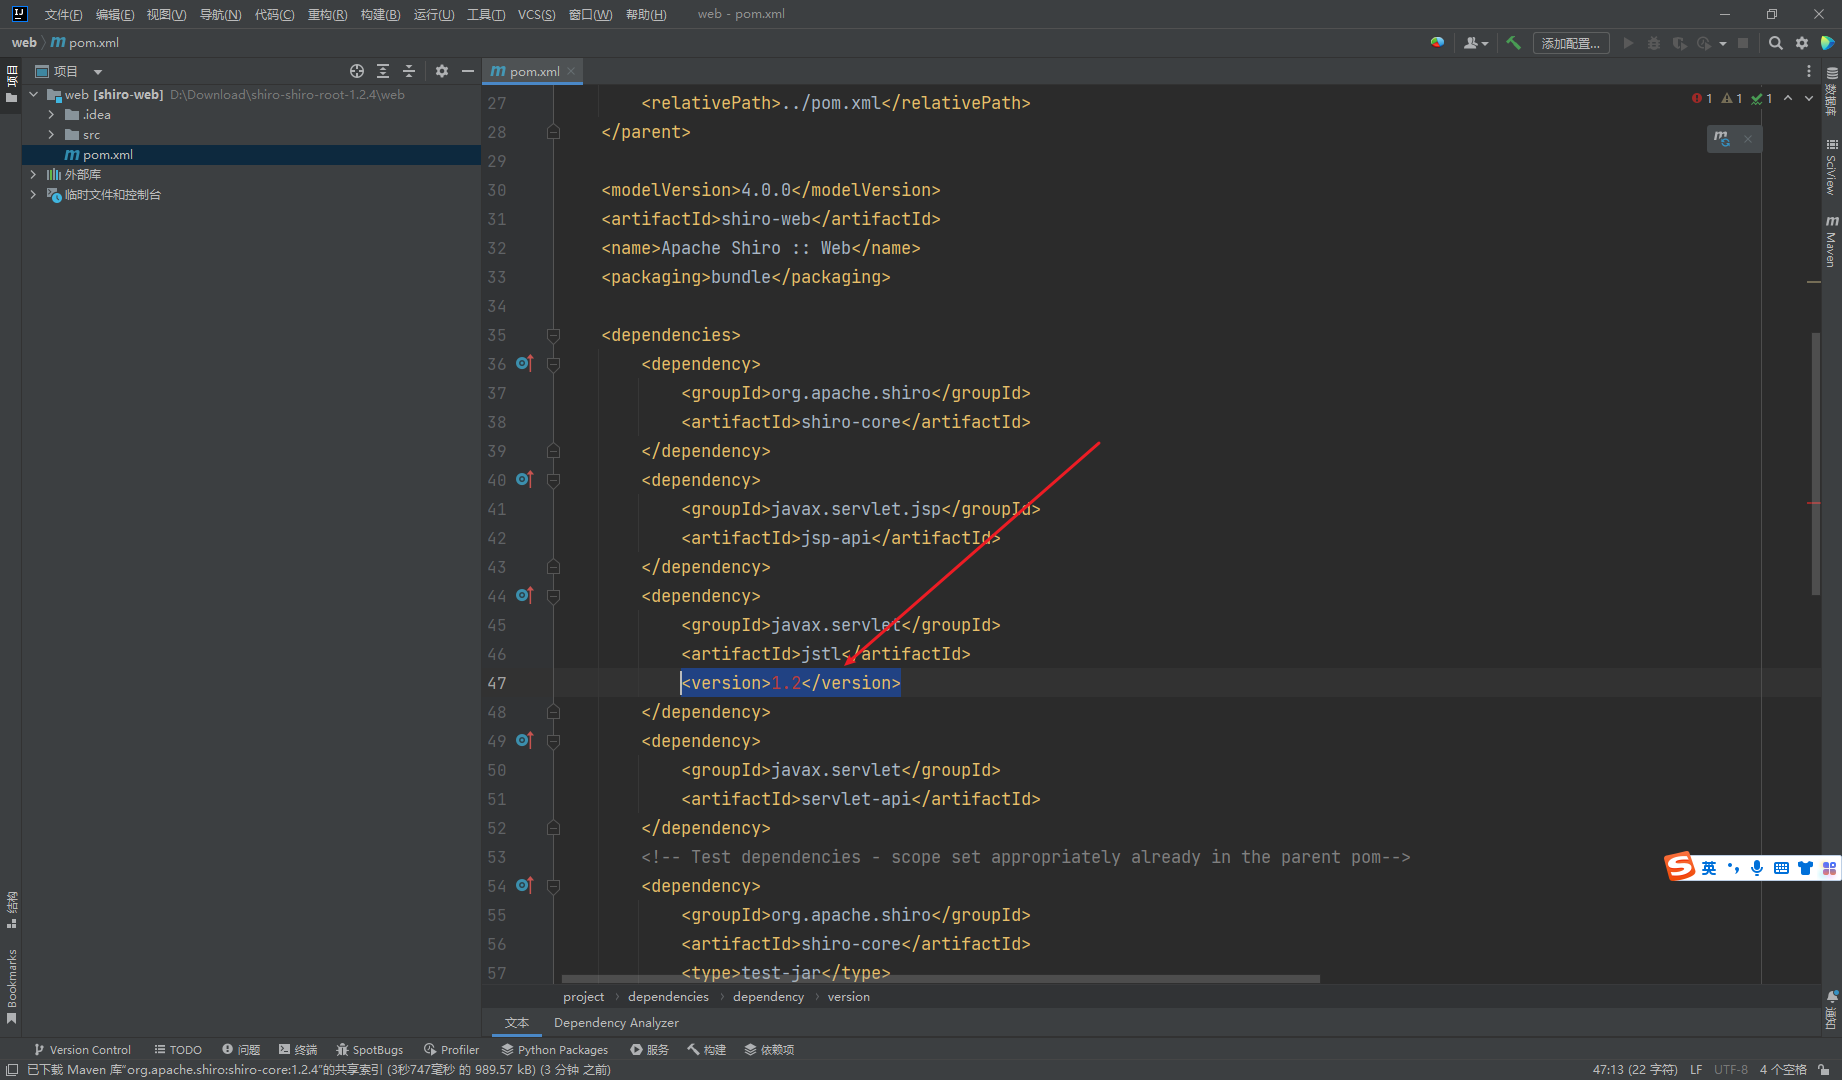 文件(F) 编辑(E) 视图(V) 导航(N) 代码(C) 重构(R) 构建(B) 运行(U) 工具(T) VCS(S) 窗口(W) 帮助(H) web - pom.xml
web pom.xml
添加配置...
项目
pom.xml
web [shiro-web] D:\Download\shiro-shiro-root-1.2.4\web
.idea
src
pom.xml
外部库
临时文件和控制台
项目
结构
Bookmarks
27 <relativePath>../pom.xml</relativePath>
28 </parent>
29
30 <modelVersion>4.0.0</modelVersion>
31 <artifactId>shiro-web</artifactId>
32 <name>Apache Shiro :: Web</name>
33 <packaging>bundle</packaging>
34
35 <dependencies>
36 <dependency>
37 <groupId>org.apache.shiro</groupId>
38 <artifactId>shiro-core</artifactId>
39 </dependency>
40 <dependency>
41 <groupId>javax.servlet.jsp</groupId>
42 <artifactId>jsp-api</artifactId>
43 </dependency>
44 <dependency>
45 <groupId>javax.servlet</groupId>
46 <artifactId>jstl</artifactId>
47 <version>1.2</version>
48 </dependency>
49 <dependency>
50 <groupId>javax.servlet</groupId>
51 <artifactId>servlet-api</artifactId>
52 </dependency>
53 <!-- Test dependencies - scope set appropriately already in the parent pom-->
54 <dependency>
55 <groupId>org.apache.shiro</groupId>
56 <artifactId>shiro-core</artifactId>
57 <type>test-jar</type>
1 1 1
数据库
SciView
Maven
通知
英
project › dependencies › dependency › version
文本 Dependency Analyzer
Version Control TODO 问题 终端 SpotBugs Profiler Python Packages 服务 构建 依赖项
已下载 Maven 库“org.apache.shiro:shiro-core:1.2.4”的共享索引 (3秒747毫秒 的 989.57 kB) (3 分钟 之前)
47:13 (22 字符) LF UTF-8 4 个空格